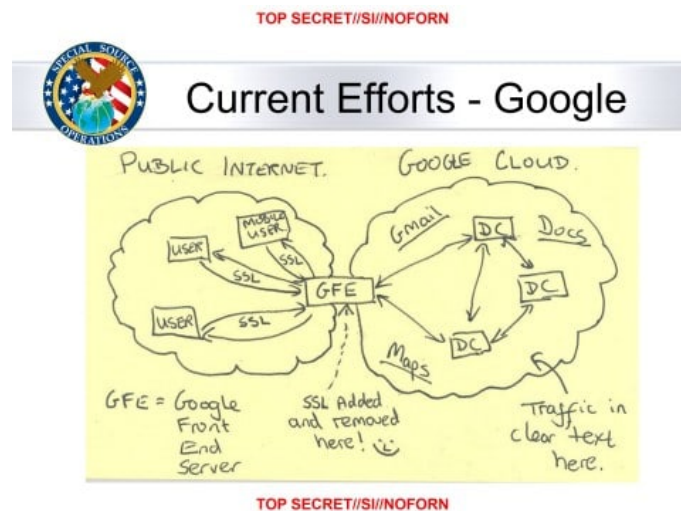 TOP SECRET//SI//NOFORN
SPECIAL SOURCE
OPERATIONS
Current Efforts - Google
PUBLIC INTERNET.
GOOGLE CLOUD.
USER
MOBILE
USER
SSL
SSL
USER
SSL
GFE
Gmail
DC
Docs
DC
DC
Maps
GFE = Google
Front
End
Server
SSL Added
and removed
here!
Traffic in
clear text
here.
TOP SECRET//SI//NOFORN